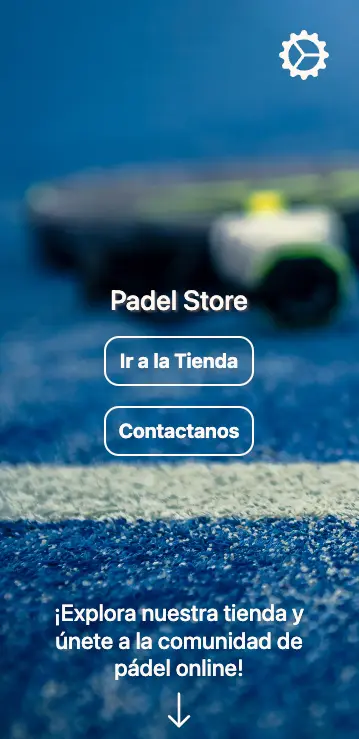 Padel Store
Ir a la Tienda
Contactanos
¡Explora nuestra tienda y
únete a la comunidad de
pádel online!